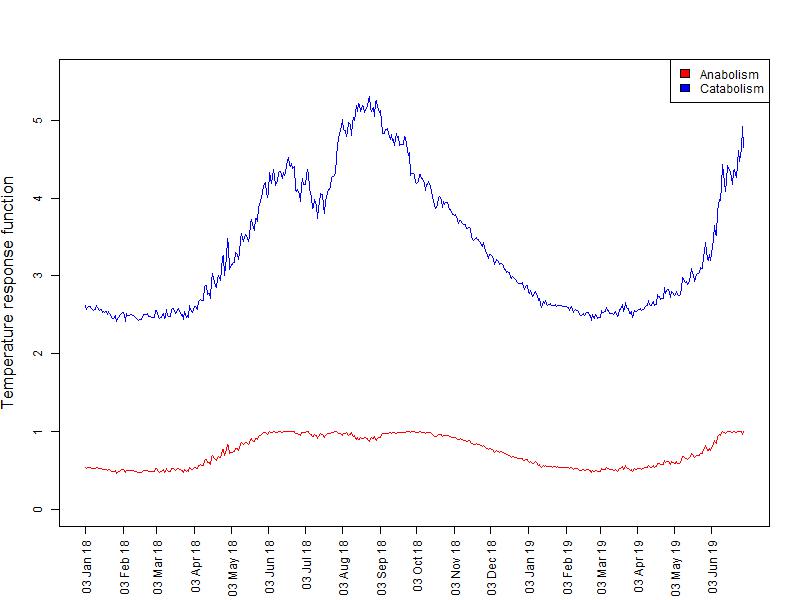 Anabolism
Catabolism
Temperature response function
5
4
3
2
1
0
03 Jan 18
03 Feb 18
03 Mar 18
03 Apr 18
03 May 18
03 Jun 18
03 Jul 18
03 Aug 18
03 Sep 18
03 Oct 18
03 Nov 18
03 Dec 18
03 Jan 19
03 Feb 19
03 Mar 19
03 Apr 19
03 May 19
03 Jun 19